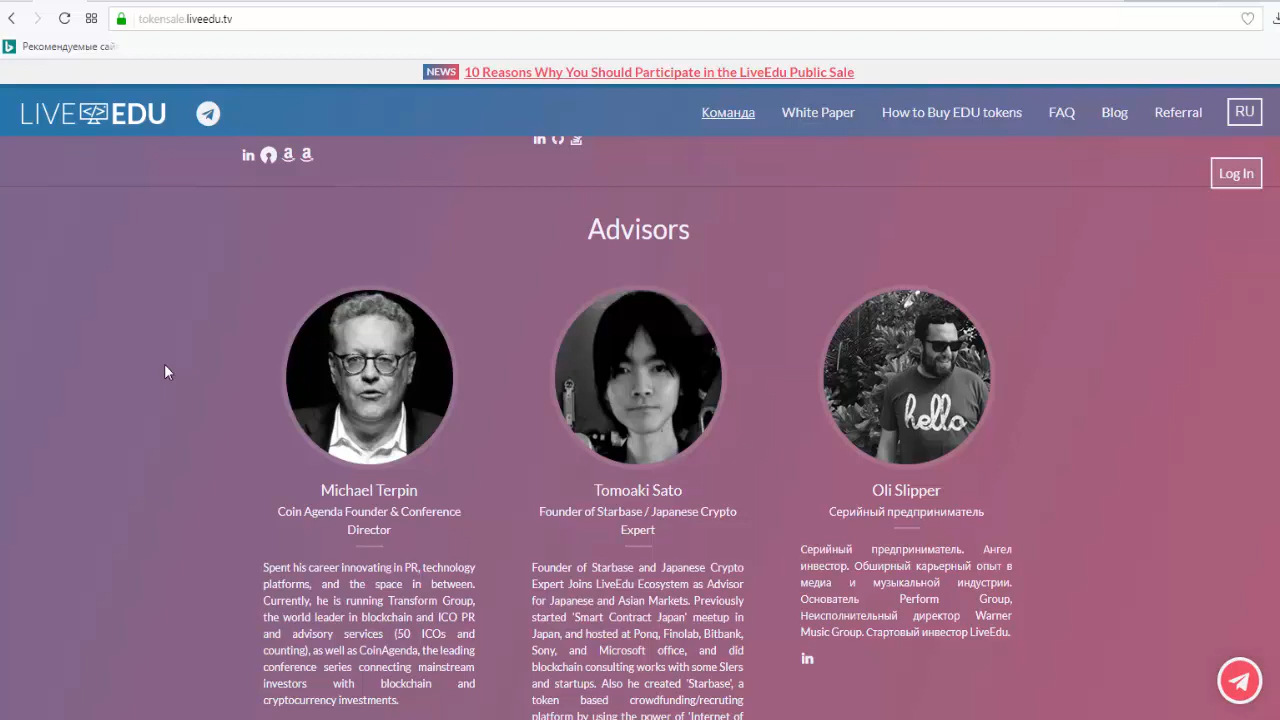 tokensale.liveedu.tv
Рекомендуемые сай
NEWS 10 Reasons Why You Should Participate in the LiveEdu Public Sale
LIVE EDU
Команда White Paper How to Buy EDU tokens FAQ Blog Referral RU
Log In
Advisors
Michael Terpin
Coin Agenda Founder & Conference
Director
Spent his career innovating in PR, technology
platforms, and the space in between.
Currently, he is running Transform Group,
the world leader in blockchain and ICO PR
and advisory services (50 ICOs and
counting), as well as CoinAgenda, the leading
conference series connecting mainstream
investors with blockchain and
cryptocurrency investments.
Tomoaki Sato
Founder of Starbase / Japanese Crypto
Expert
Founder of Starbase and Japanese Crypto
Expert Joins LiveEdu Ecosystem as Advisor
for Japanese and Asian Markets. Previously
started 'Smart Contract Japan' meetup in
Japan, and hosted at Ponq, Finolab, Bitbank,
Sony, and Microsoft office, and did
blockchain consulting works with some SIers
and startups. Also he created 'Starbase', a
token based crowdfunding/recruting
platform by using the power of 'Internet of
hello
Oli Slipper
Серийный предприниматель
Серийный предприниматель. Ангел
инвестор. Обширный карьерный опыт в
медиа и музыкальной индустрии.
Основатель Perform Group,
Неисполнительный директор Warner
Music Group. Стартовый инвестор LiveEdu.